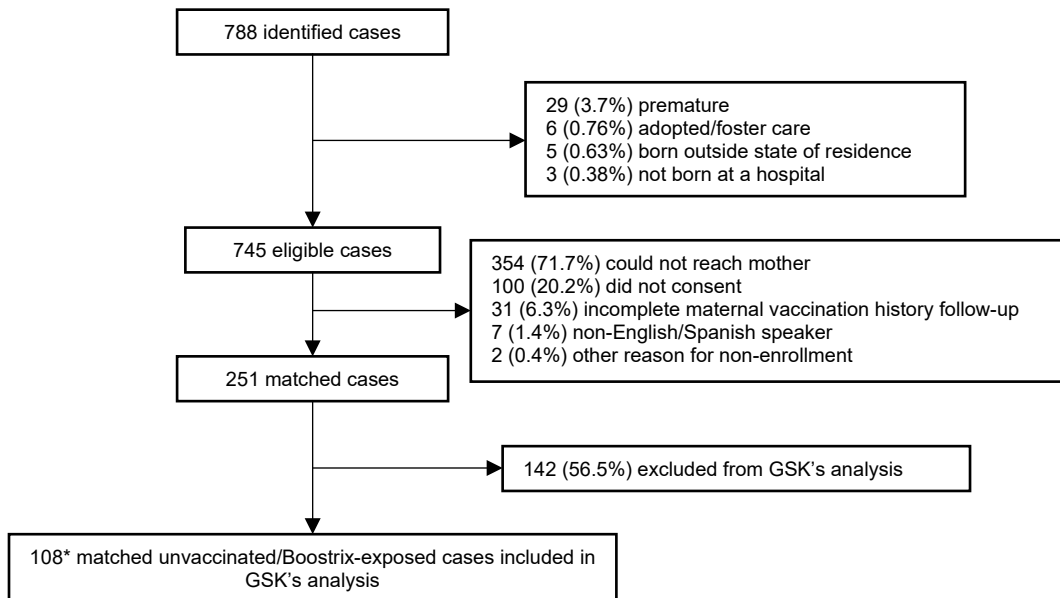 788 identified cases
29 (3.7%) premature
6 (0.76%) adopted/foster care
5 (0.63%) born outside state of residence
3 (0.38%) not born at a hospital
745 eligible cases
354 (71.7%) could not reach mother
100 (20.2%) did not consent
31 (6.3%) incomplete maternal vaccination history follow-up
7 (1.4%) non-English/Spanish speaker
2 (0.4%) other reason for non-enrollment
251 matched cases
142 (56.5%) excluded from GSK’s analysis
108* matched unvaccinated/Boostrix-exposed cases included in
GSK’s analysis